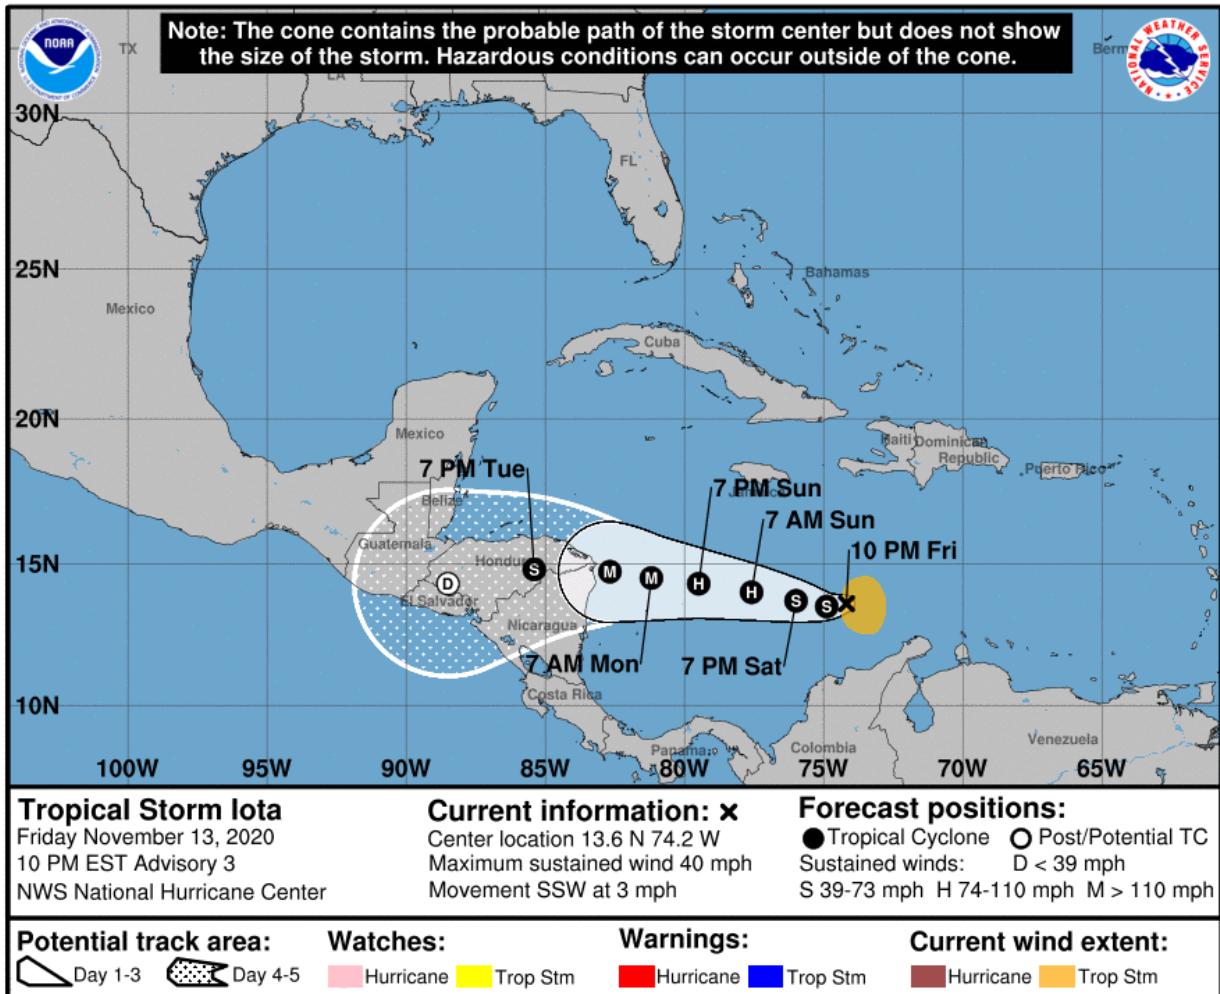 Note: The cone contains the probable path of the storm center but does not show
the size of the storm. Hazardous conditions can occur outside of the cone.
NOAA
NATIONAL WEATHER SERVICE
TX
LA
Berm
30N
FL
25N
Bahamas
Mexico
Cuba
20N
Mexico
Haiti
Dominican
Republic
Puerto Rico
7 PM Tue
7 PM Sun
Jamaica
Belize
7 AM Sun
Guatemala
10 PM Fri
15N
Hondur
S
M
M
H
H
S
S
D
El Salvador
Nicaragua
7 AM Mon
7 PM Sat
Costa Rica
10N
Panama
Colombia
Venezuela
100W 95W 90W 85W 80W 75W 70W 65W
Tropical Storm Iota
Friday November 13, 2020
10 PM EST Advisory 3
NWS National Hurricane Center
Current information: ×
Center location 13.6 N 74.2 W
Maximum sustained wind 40 mph
Movement SSW at 3 mph
Forecast positions:
Tropical Cyclone Post/Potential TC
Sustained winds: D < 39 mph
S 39-73 mph H 74-110 mph M > 110 mph
Potential track area:
Day 1-3 Day 4-5
Watches:
Hurricane Trop Stm
Warnings:
Hurricane Trop Stm
Current wind extent:
Hurricane Trop Stm